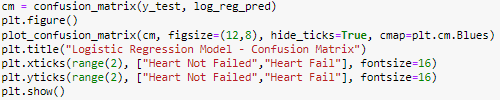 cm = confusion_matrix(y_test, log_reg_pred)
plt.figure()
plot_confusion_matrix(cm, figsize=(12,8), hide_ticks=True, cmap=plt.cm.Blues)
plt.title("Logistic Regression Model - Confusion Matrix")
plt.xticks(range(2), ["Heart Not Failed","Heart Fail"], fontsize=16)
plt.yticks(range(2), ["Heart Not Failed","Heart Fail"], fontsize=16)
plt.show()